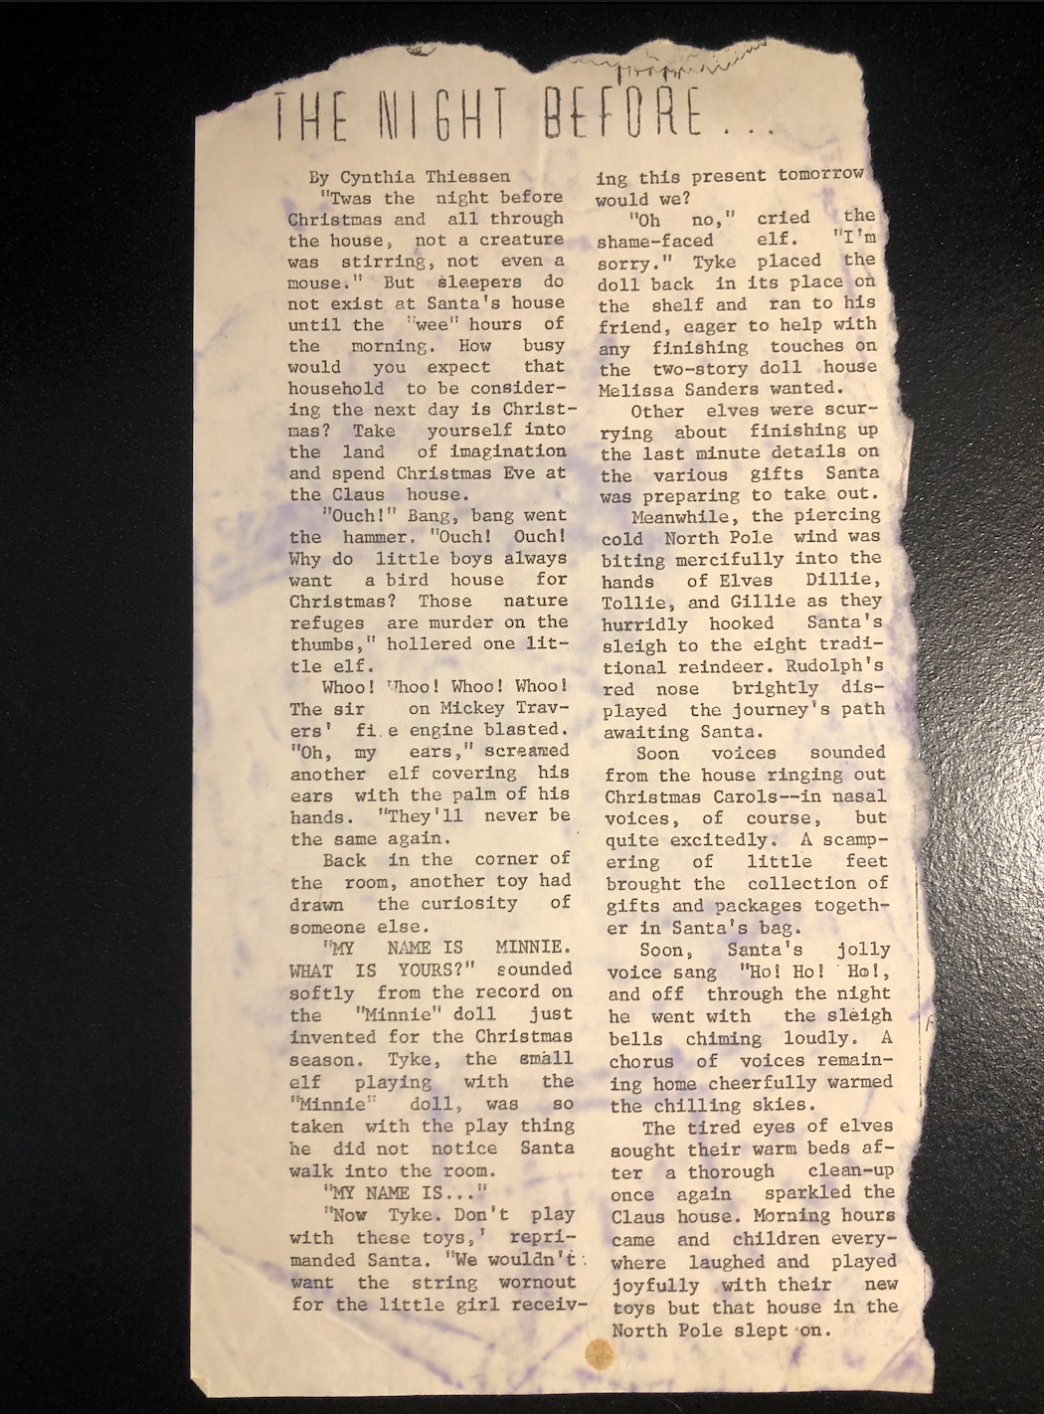 THE NIGHT BEFORE...
By Cynthia Thiessen
"Twas the night before
Christmas and all through
the house, not a creature
was stirring, not even a
mouse." But sleepers do
not exist at Santa's house
until the "wee" hours of
the morning. How busy
would you expect that
household to be consider-
ing the next day is Christ-
mas? Take yourself into
the land of imagination
and spend Christmas Eve at
the Claus house.
"Ouch!" Bang, bang went
the hammer. "Ouch! Ouch!
Why do little boys always
want a bird house for
Christmas? Those nature
refuges are murder on the
thumbs," hollered one lit-
tle elf.
Whoo! Whoo! Whoo! Whoo!
The sir on Mickey Trav-
ers' fi e engine blasted.
"Oh, my ears," screamed
another elf covering his
ears with the palm of his
hands. "They'll never be
the same again.
Back in the corner of
the room, another toy had
drawn the curiosity of
someone else.
"MY NAME IS MINNIE.
WHAT IS YOURS?" sounded
softly from the record on
the "Minnie" doll just
invented for the Christmas
season. Tyke, the small
elf playing with the
"Minnie" doll, was so
taken with the play thing
he did not notice Santa
walk into the room.
"MY NAME IS..."
"Now Tyke. Don't play
with these toys,' repri-
manded Santa. "We wouldn't
want the string wornout
for the little girl receiv-
ing this present tomorrow
would we?
"Oh no," cried the
shame-faced elf. "I'm
sorry." Tyke placed the
doll back in its place on
the shelf and ran to his
friend, eager to help with
any finishing touches on
the two-story doll house
Melissa Sanders wanted.
Other elves were scur-
rying about finishing up
the last minute details on
the various gifts Santa
was preparing to take out.
Meanwhile, the piercing
cold North Pole wind was
biting mercifully into the
hands of Elves Dillie,
Tollie, and Gillie as they
hurridly hooked Santa's
sleigh to the eight tradi-
tional reindeer. Rudolph's
red nose brightly dis-
played the journey's path
awaiting Santa.
Soon voices sounded
from the house ringing out
Christmas Carols--in nasal
voices, of course, but
quite excitedly. A scamp-
ering of little feet
brought the collection of
gifts and packages togeth-
er in Santa's bag.
Soon, Santa's jolly
voice sang "Ho! Ho! Ho!,
and off through the night
he went with the sleigh
bells chiming loudly. A
chorus of voices remain-
ing home cheerfully warmed
the chilling skies.
The tired eyes of elves
sought their warm beds af-
ter a thorough clean-up
once again sparkled the
Claus house. Morning hours
came and children every-
where laughed and played
joyfully with their new
toys but that house in the
North Pole slept on.